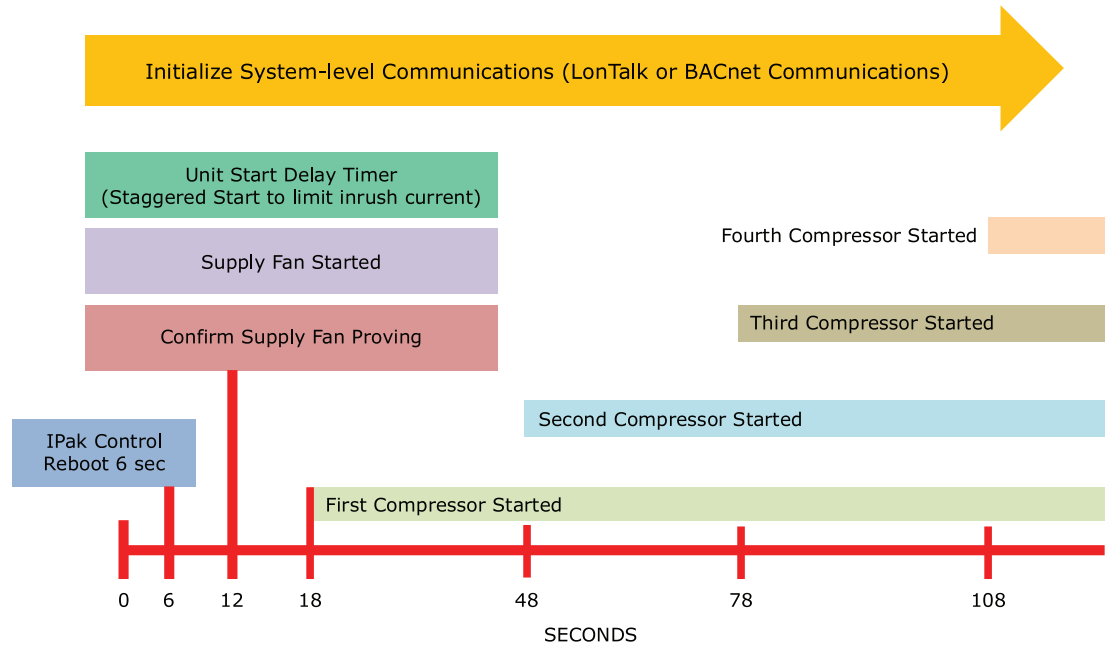 Initialize System-level Communications (LonTalk or BACnet Communications)
Unit Start Delay Timer
(Staggered Start to limit inrush current)
Fourth Compressor Started
Supply Fan Started
Third Compressor Started
Confirm Supply Fan Proving
Second Compressor Started
IPak Control
Reboot 6 sec
First Compressor Started
0 6 12 18 48 78 108
SECONDS